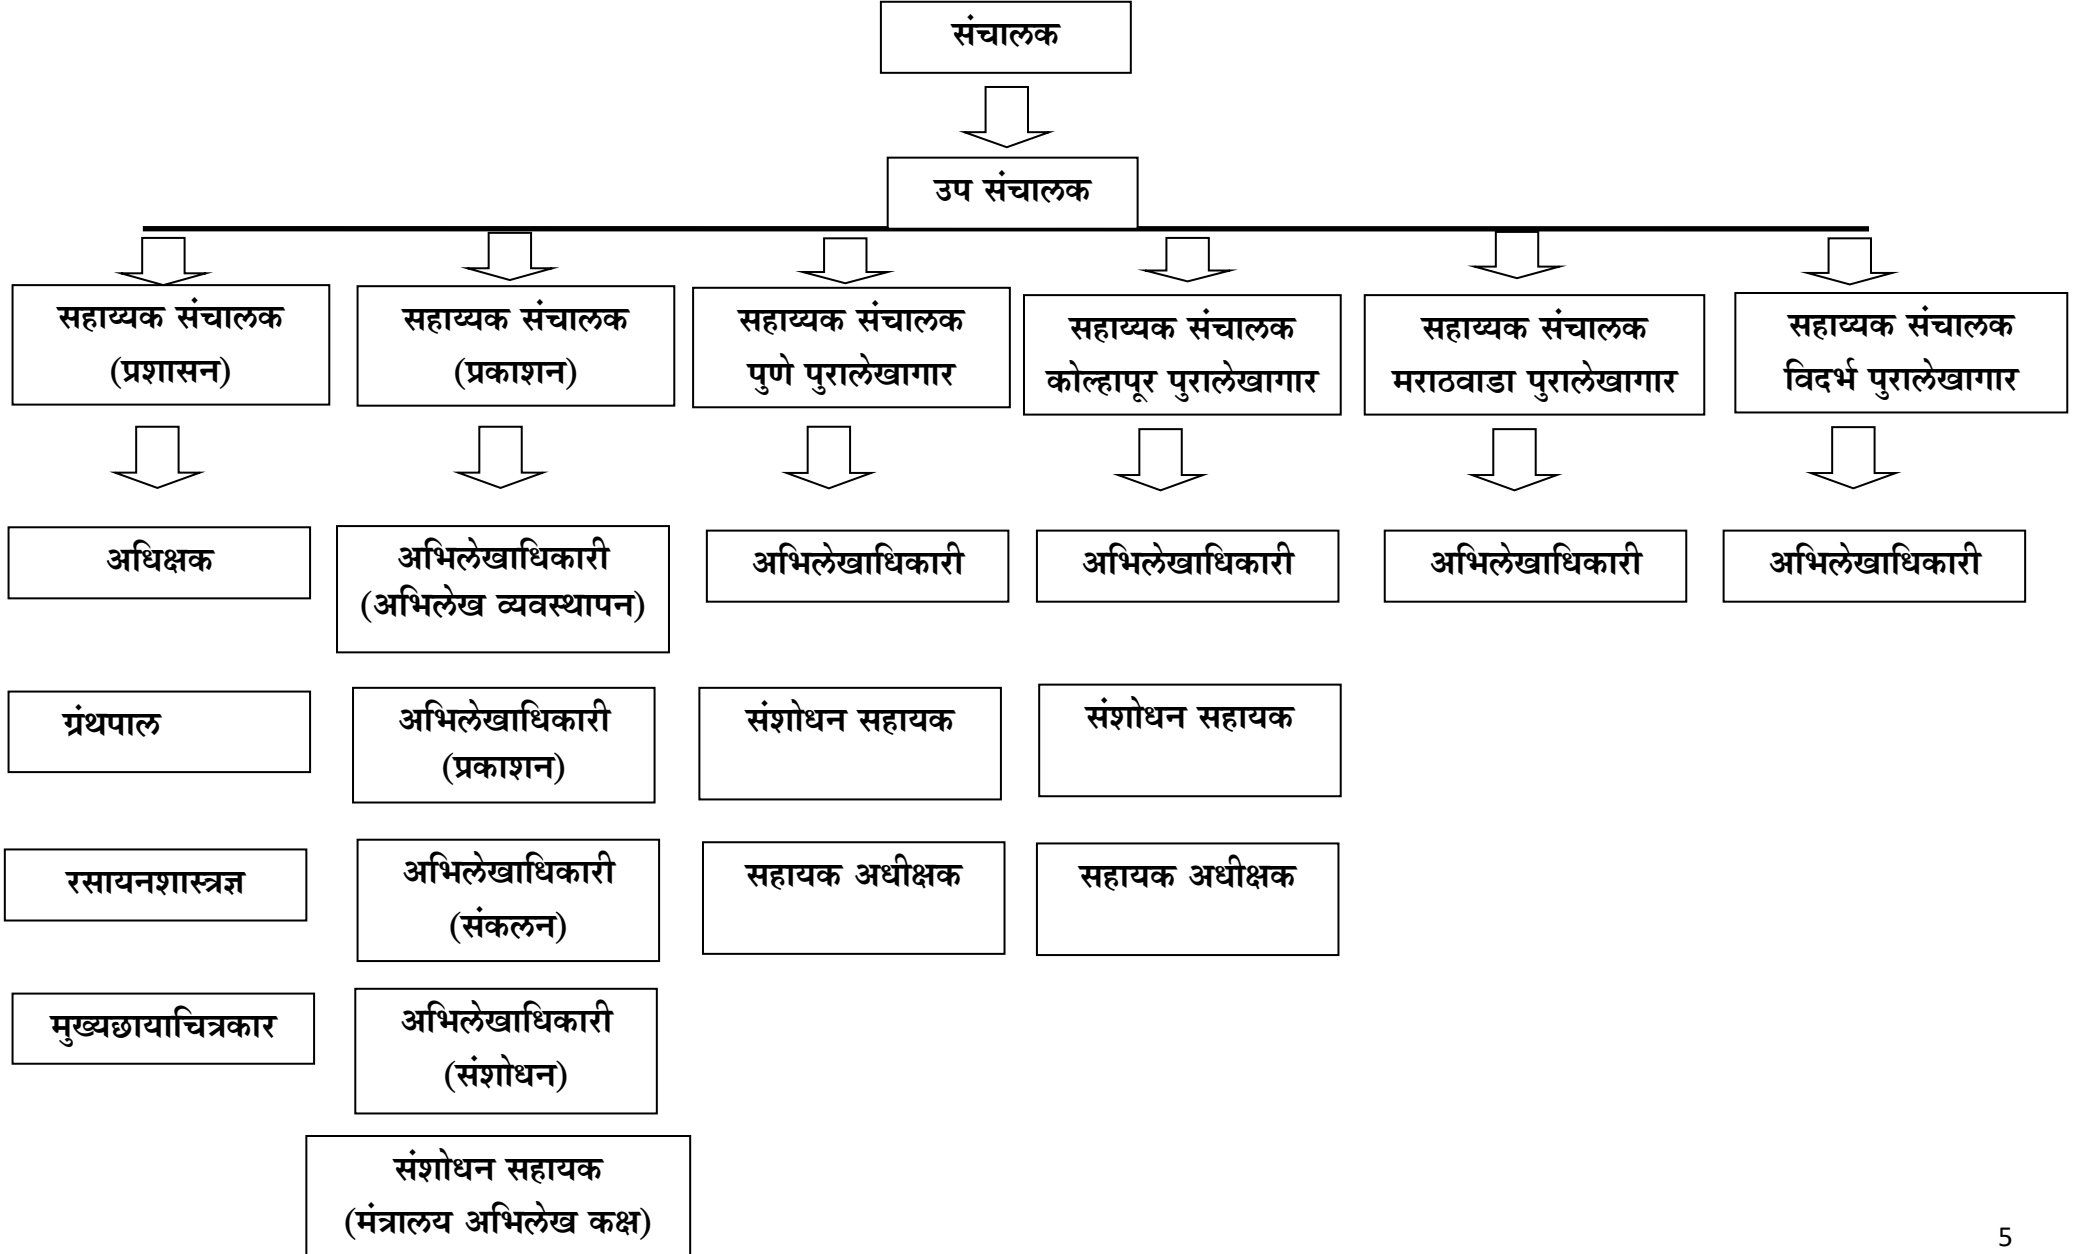 संचालक
उप संचालक
सहाय्यक संचालक
(प्रशासन)
सहाय्यक संचालक
(प्रकाशन)
सहाय्यक संचालक
पुणे पुरालेखागार
सहाय्यक संचालक
कोल्हापूर पुरालेखागार
सहाय्यक संचालक
मराठवाडा पुरालेखागार
सहाय्यक संचालक
विदर्भ पुरालेखागार
अधिक्षक
अभिलेखाधिकारी
(अभिलेख व्यवस्थापन)
अभिलेखाधिकारी
अभिलेखाधिकारी
अभिलेखाधिकारी
अभिलेखाधिकारी
ग्रंथपाल
अभिलेखाधिकारी
(प्रकाशन)
संशोधन सहायक
संशोधन सहायक
रसायनशास्त्रज्ञ
अभिलेखाधिकारी
(संकलन)
सहायक अधीक्षक
सहायक अधीक्षक
मुख्यछायाचित्रकार
अभिलेखाधिकारी
(संशोधन)
संशोधन सहायक
(मंत्रालय अभिलेख कक्ष)
5